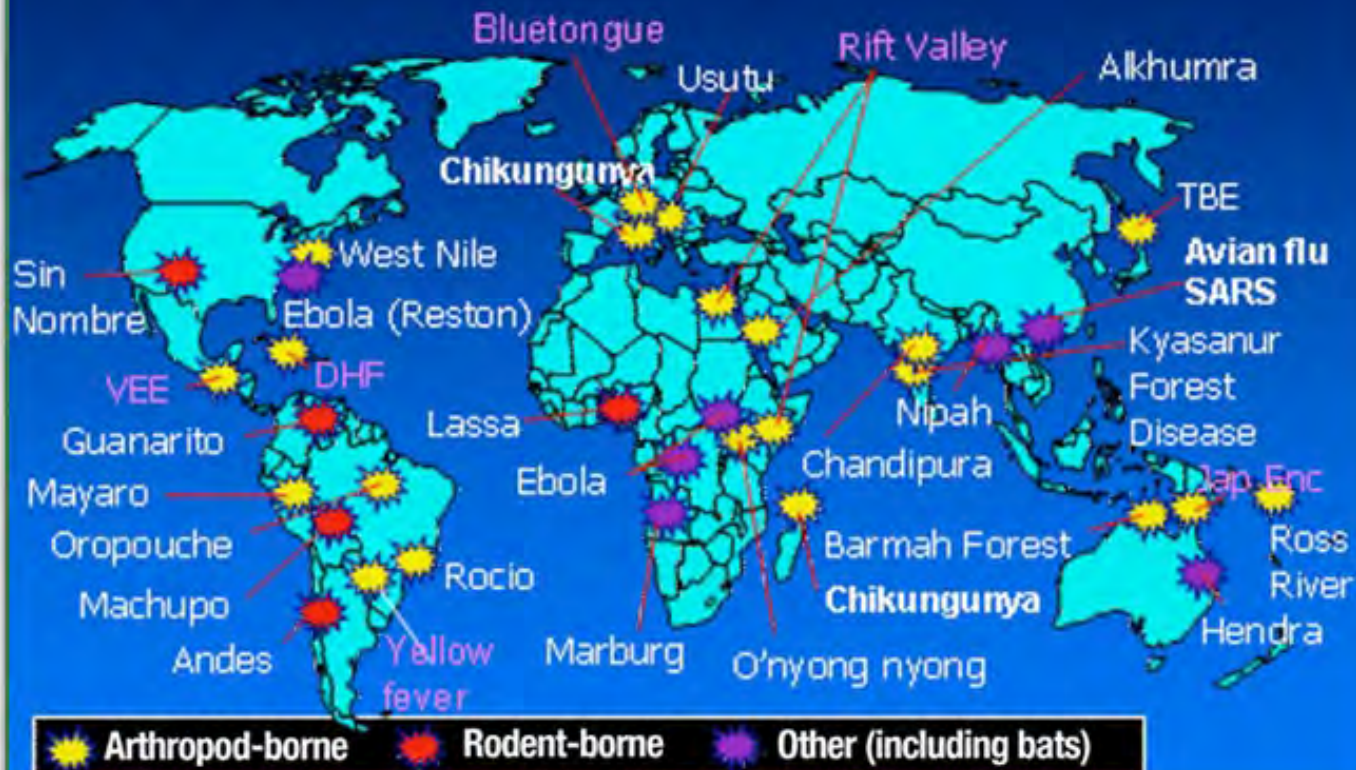 Bluetongue
Rift Valley
Usutu
Alkhumra
Chikungunya
TBE
West Nile
Avian flu
SARS
Sin
Nombre
Ebola (Reston)
Kyasanur
Forest
Disease
VEE
DHF
Nipah
Guanarito
Lassa
Chandipura
Mayaro
Ebola
Jap Enc
Oropouche
Barmah Forest
Ross
River
Rocio
Machupo
Chikungunya
Hendra
Andes
Yellow
fever
Marburg
O'nyong nyong
Arthropod-borne
Rodent-borne
Other (including bats)